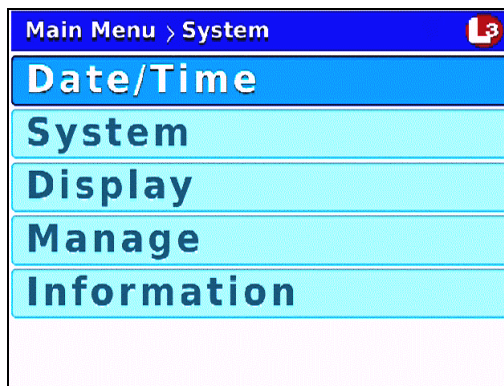 Main Menu > System L3
Date/Time
System
Display
Manage
Information